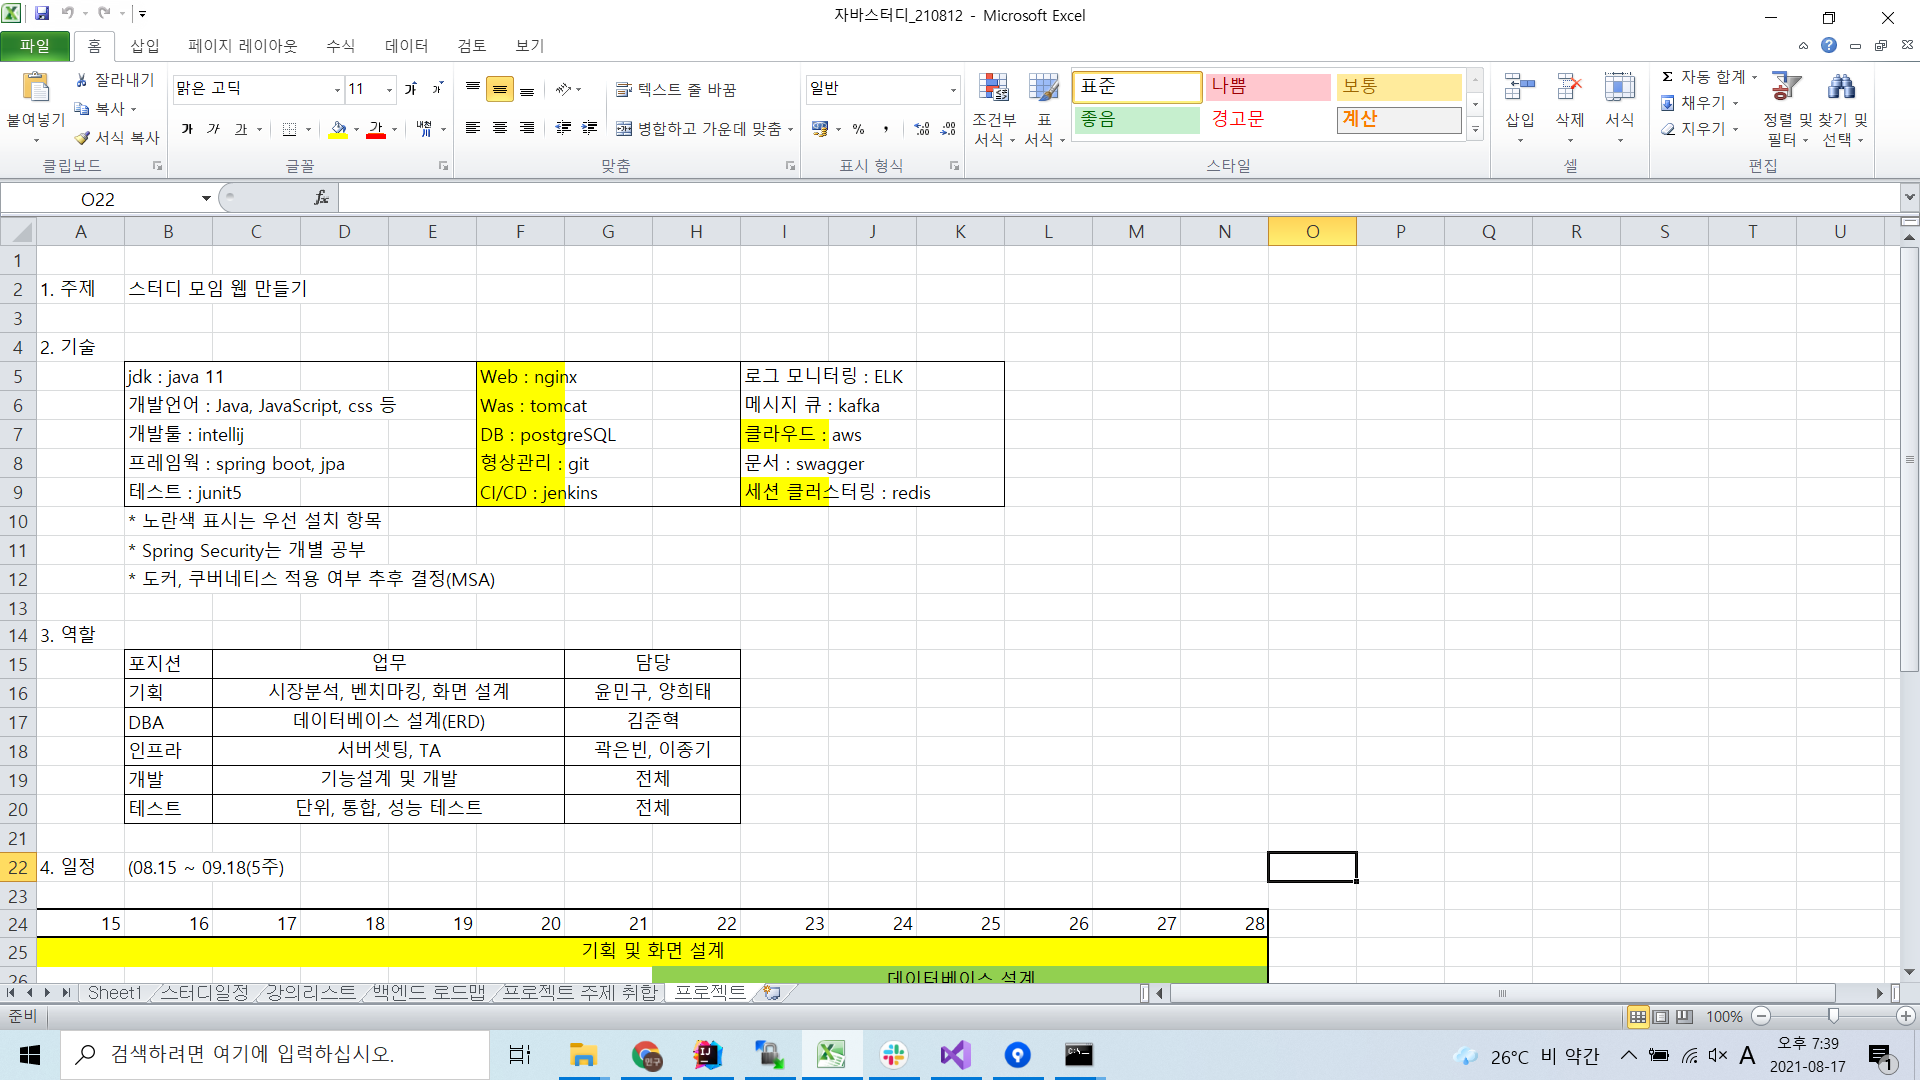 자바스터디_210812 - Microsoft Excel
파일 홈 삽입 페이지 레이아웃 수식 데이터 검토 보기
붙여넣기
잘라내기
복사
서식 복사
클립보드
맑은 고딕 11
가 가 가 가
글꼴
텍스트 줄 바꿈
병합하고 가운데 맞춤
맞춤
일반
%
표시 형식
조건부 서식
표 서식
표준 나쁨 보통
좋음 경고문 계산
스타일
삽입 삭제 서식
셀
Σ 자동 합계
채우기
지우기
정렬 및 필터
찾기 및 선택
편집
O22 fx
A B C D E F G H I J K L M N O P Q R S T U
1
2 1. 주제 스터디 모임 웹 만들기
3
4 2. 기술
5 jdk : java 11 Web : nginx 로그 모니터링 : ELK
6 개발언어 : Java, JavaScript, css 등 Was : tomcat 메시지 큐 : kafka
7 개발툴 : intellij DB : postgreSQL 클라우드 : aws
8 프레임웍 : spring boot, jpa 형상관리 : git 문서 : swagger
9 테스트 : junit5 CI/CD : jenkins 세션 클러스터링 : redis
10 * 노란색 표시는 우선 설치 항목
11 * Spring Security는 개별 공부
12 * 도커, 쿠버네티스 적용 여부 추후 결정(MSA)
13
14 3. 역할
15 포지션 업무 담당
16 기획 시장분석, 벤치마킹, 화면 설계 윤민구, 양희태
17 DBA 데이터베이스 설계(ERD) 김준혁
18 인프라 서버셋팅, TA 곽은빈, 이종기
19 개발 기능설계 및 개발 전체
20 테스트 단위, 통합, 성능 테스트 전체
21
22 4. 일정 (08.15 ~ 09.18(5주)
23
24 15 16 17 18 19 20 21 22 23 24 25 26 27 28
25 기획 및 화면 설계
26 데이터베이스 설계
Sheet1 스터디일정 강의리스트 백엔드 로드맵 프로젝트 주제 취합 프로젝트
준비 100%
검색하려면 여기에 입력하십시오.
26°C 비 약간 A 오후 7:39
2021-08-17
1